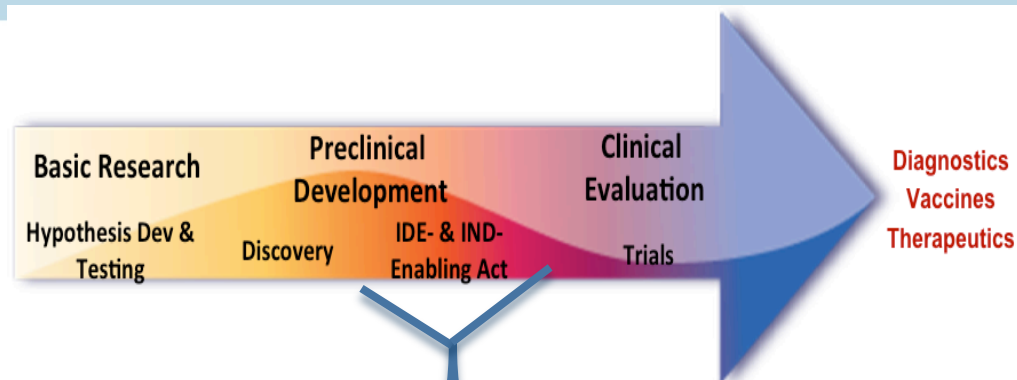 Basic Research
Preclinical
Development
Clinical
Evaluation
Hypothesis Dev &
Testing
Discovery
IDE- & IND-
Enabling Act
Trials
Diagnostics
Vaccines
Therapeutics